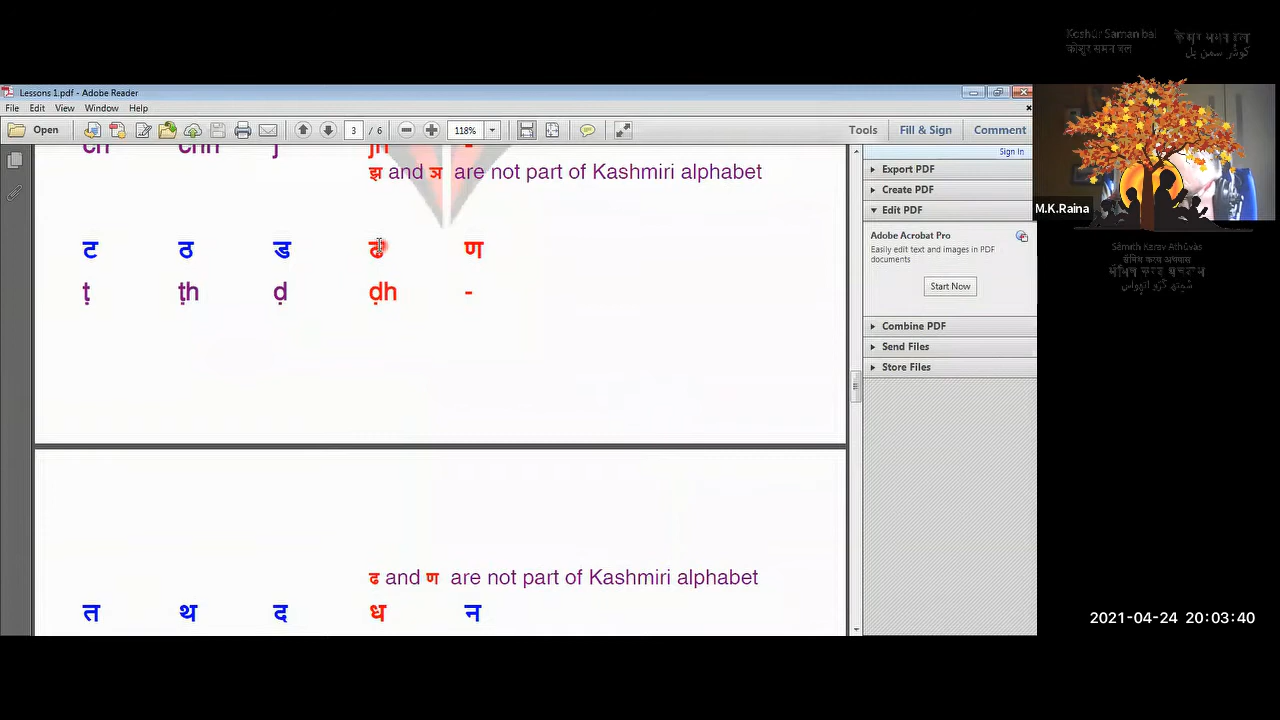 Koshur Saman bal
कोशुर समन बल
Lessons 1.pdf - Adobe Reader
File Edit View Window Help
Open 3 / 6 118% Tools Fill & Sign Comment
Sign In
ch chh j jh -
झ and ञ are not part of Kashmiri alphabet
ट ठ ड ढ ण
ṭ ṭh ḍ ḍh -
ढ and ण are not part of Kashmiri alphabet
त थ द ध न
Export PDF
Create PDF
Edit PDF
Adobe Acrobat Pro
Easily edit text and images in PDF
documents
Start Now
Combine PDF
Send Files
Store Files
M.K.Raina
2021-04-24 20:03:40